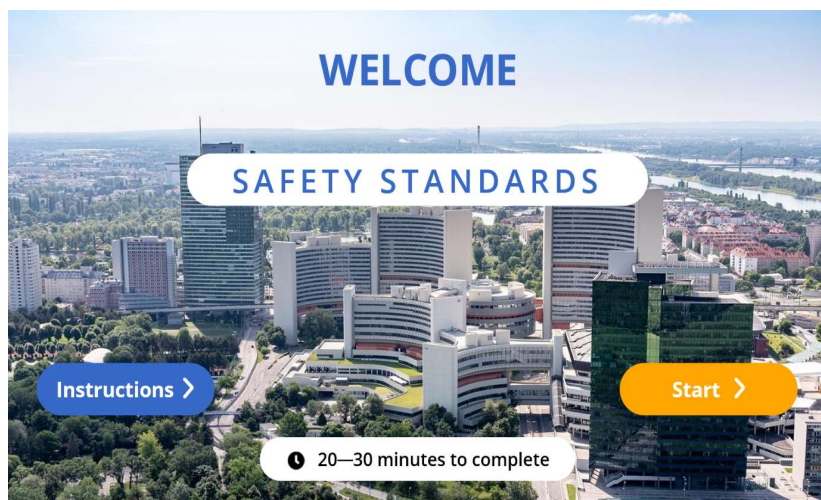 WELCOME
SAFETY STANDARDS
Instructions
Start
20—30 minutes to complete